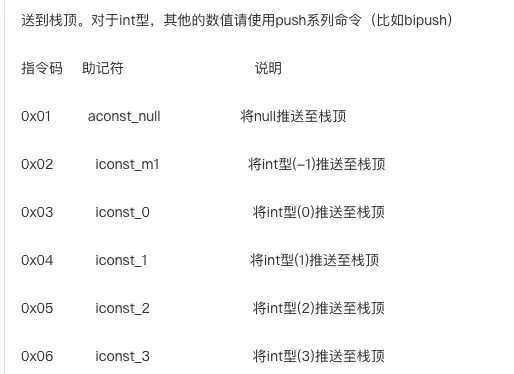 送到栈顶。对于int型，其他的数值请使用push系列命令（比如bipush）
指令码 助记符 说明
0x01 aconst_null 将null推送至栈顶
0x02 iconst_m1 将int型(-1)推送至栈顶
0x03 iconst_0 将int型(0)推送至栈顶
0x04 iconst_1 将int型(1)推送至栈顶
0x05 iconst_2 将int型(2)推送至栈顶
0x06 iconst_3 将int型(3)推送至栈顶